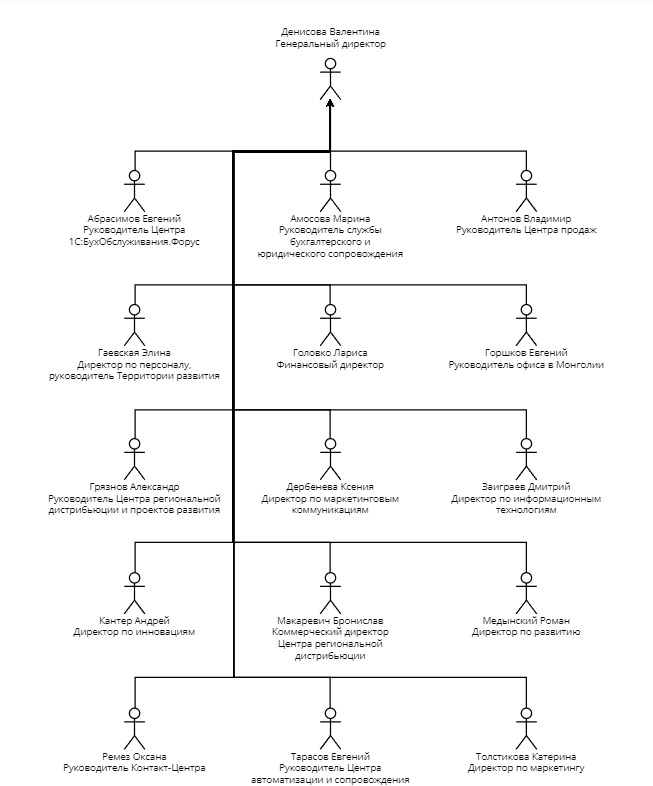 Денисова Валентина
Генеральный директор
Абрасимов Евгений
Руководитель Центра
1С:БухОбслуживания.Форус
Амосова Марина
Руководитель службы
бухгалтерского и
юридического сопровождения
Антонов Владимир
Руководитель Центра продаж
Гаевская Элина
Директор по персоналу,
руководитель Территории развития
Головко Лариса
Финансовый директор
Горшков Евгений
Руководитель офиса в Монголии
Грязнов Александр
Руководитель Центра региональной
дистрибьюции и проектов развития
Дербенева Ксения
Директор по маркетинговым
коммуникациям
Заиграев Дмитрий
Директор по информационным
технологиям
Кантер Андрей
Директор по инновациям
Макаревич Бронислав
Коммерческий директор
Центра региональной
дистрибьюции
Медынский Роман
Директор по развитию
Ремез Оксана
Руководитель Контакт-Центра
Тарасов Евгений
Руководитель Центра
автоматизации и сопровождения
Толстикова Катерина
Директор по маркетингу